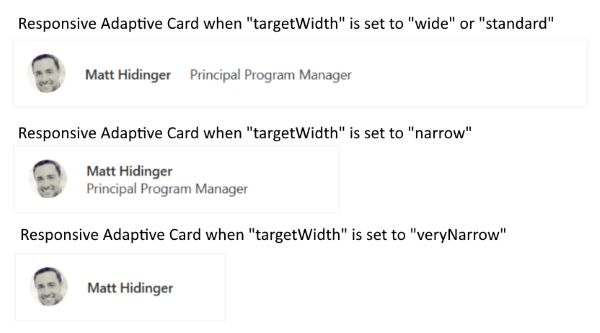 Responsive Adaptive Card when "targetWidth" is set to "wide" or "standard"
Matt Hidinger Principal Program Manager
Responsive Adaptive Card when "targetWidth" is set to "narrow"
Matt Hidinger
Principal Program Manager
Responsive Adaptive Card when "targetWidth" is set to "veryNarrow"
Matt Hidinger